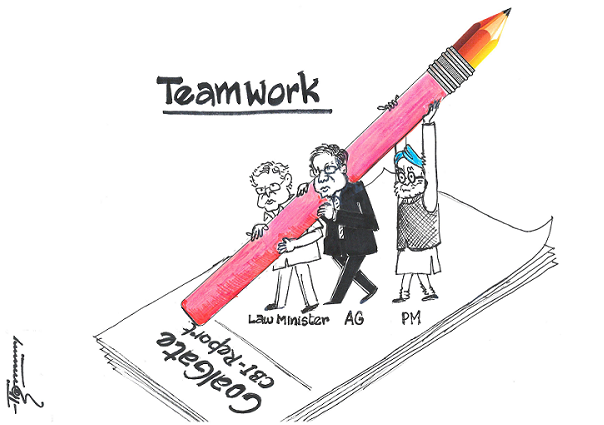 Teamwork
Law Minister
AG
PM
CoalGate
CBI-Report